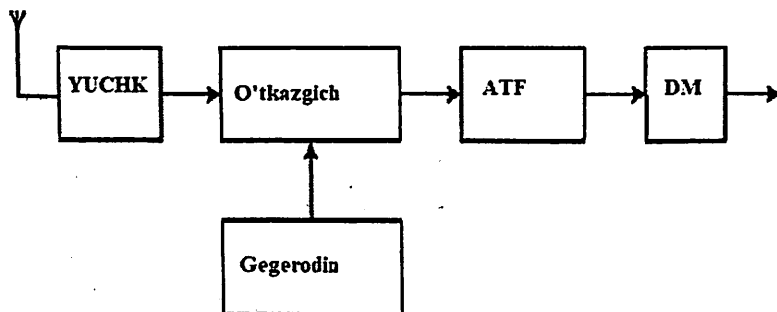 YUCHK
O'tkazgich
ATF
DM
Gegerodin